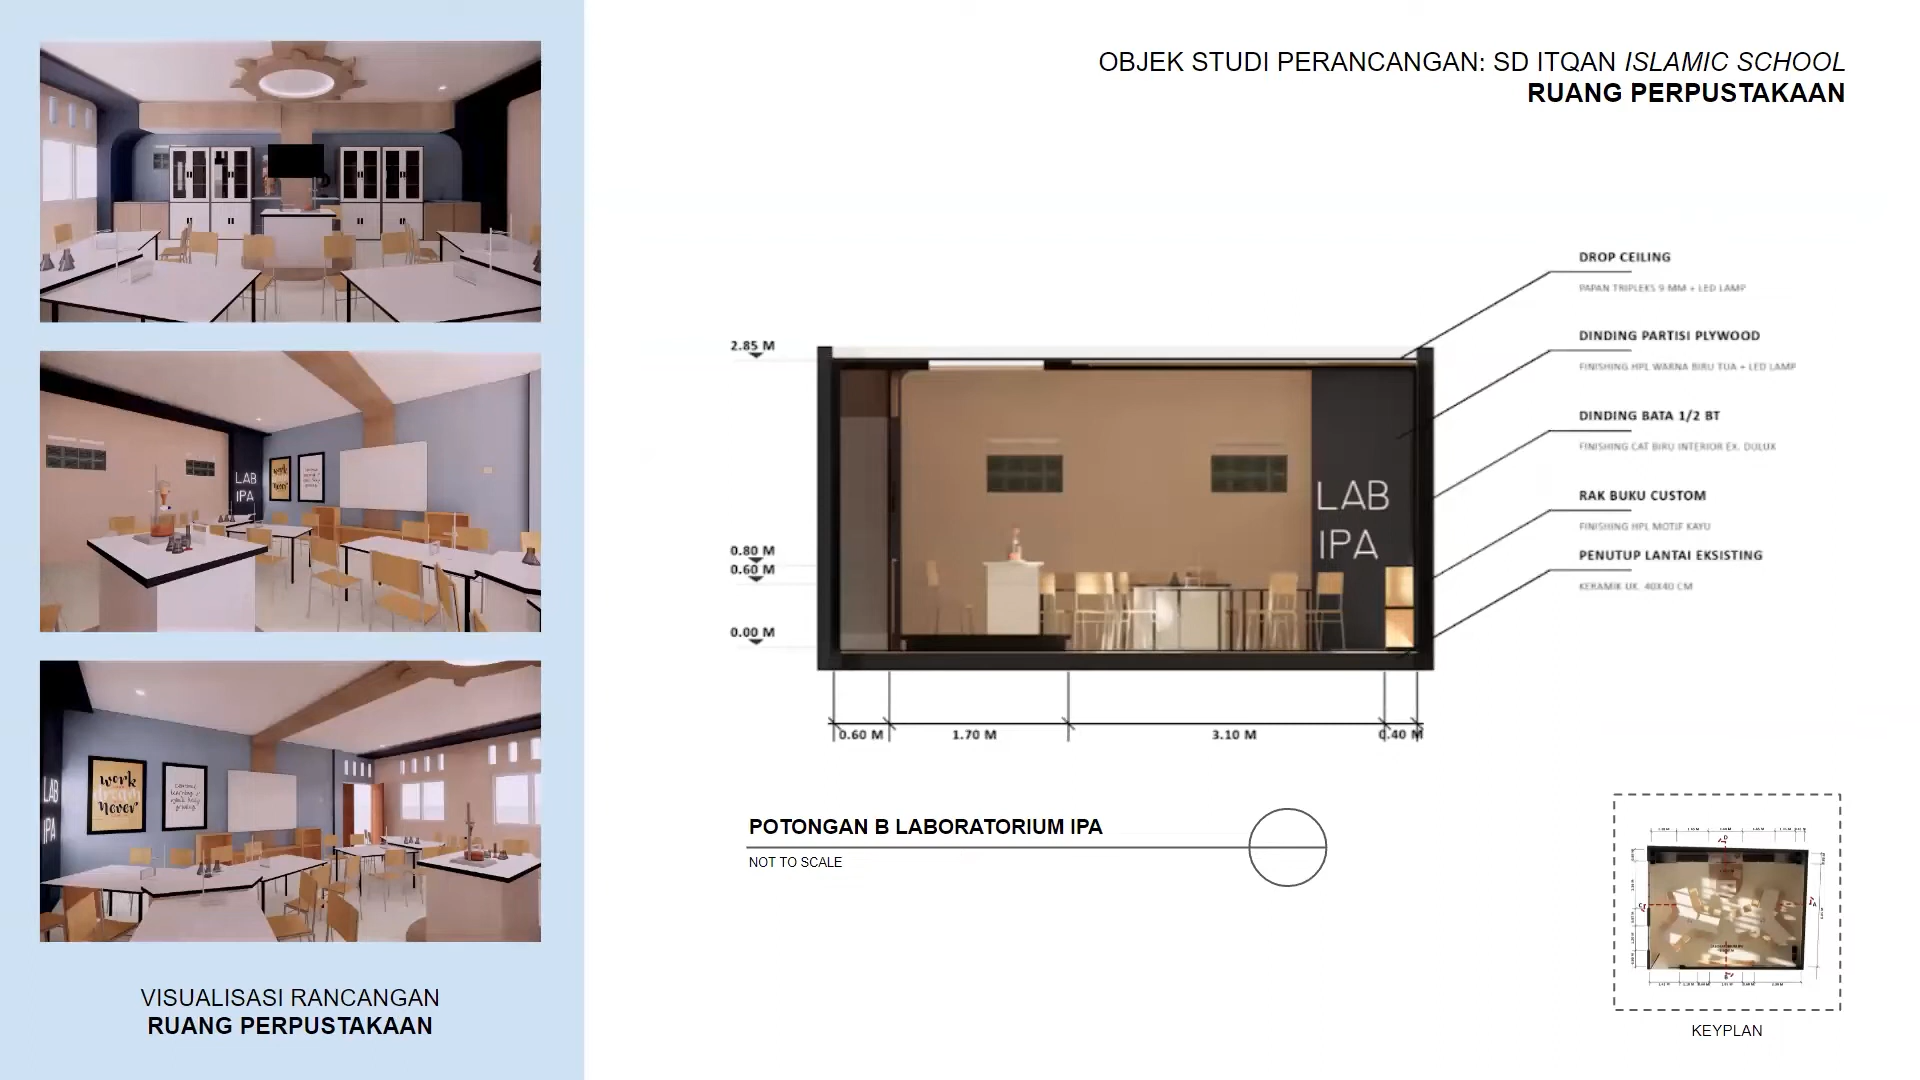 OBJEK STUDI PERANCANGAN: SD ITQAN ISLAMIC SCHOOL
RUANG PERPUSTAKAAN
LAB
IPA
work
never
LAB
IPA
work
dream
never
VISUALISASI RANCANGAN
RUANG PERPUSTAKAAN
2.85 M
0.80 M
0.60 M
0.00 M
LAB
IPA
0.60 M
1.70 M
3.10 M
0.40 M
DROP CEILING
PAPAN TRIPLEKS 9 MM + LED LAMP
DINDING PARTISI PLYWOOD
FINISHING HPL WARNA BIRU TUA + LED LAMP
DINDING BATA 1/2 BT
FINISHING CAT BIRU INTERIOR EX. DULUX
RAK BUKU CUSTOM
FINISHING HPL MOTIF KAYU
PENUTUP LANTAI EKSISTING
KERAMIK UK. 40X40 CM
POTONGAN B LABORATORIUM IPA
NOT TO SCALE
KEYPLAN